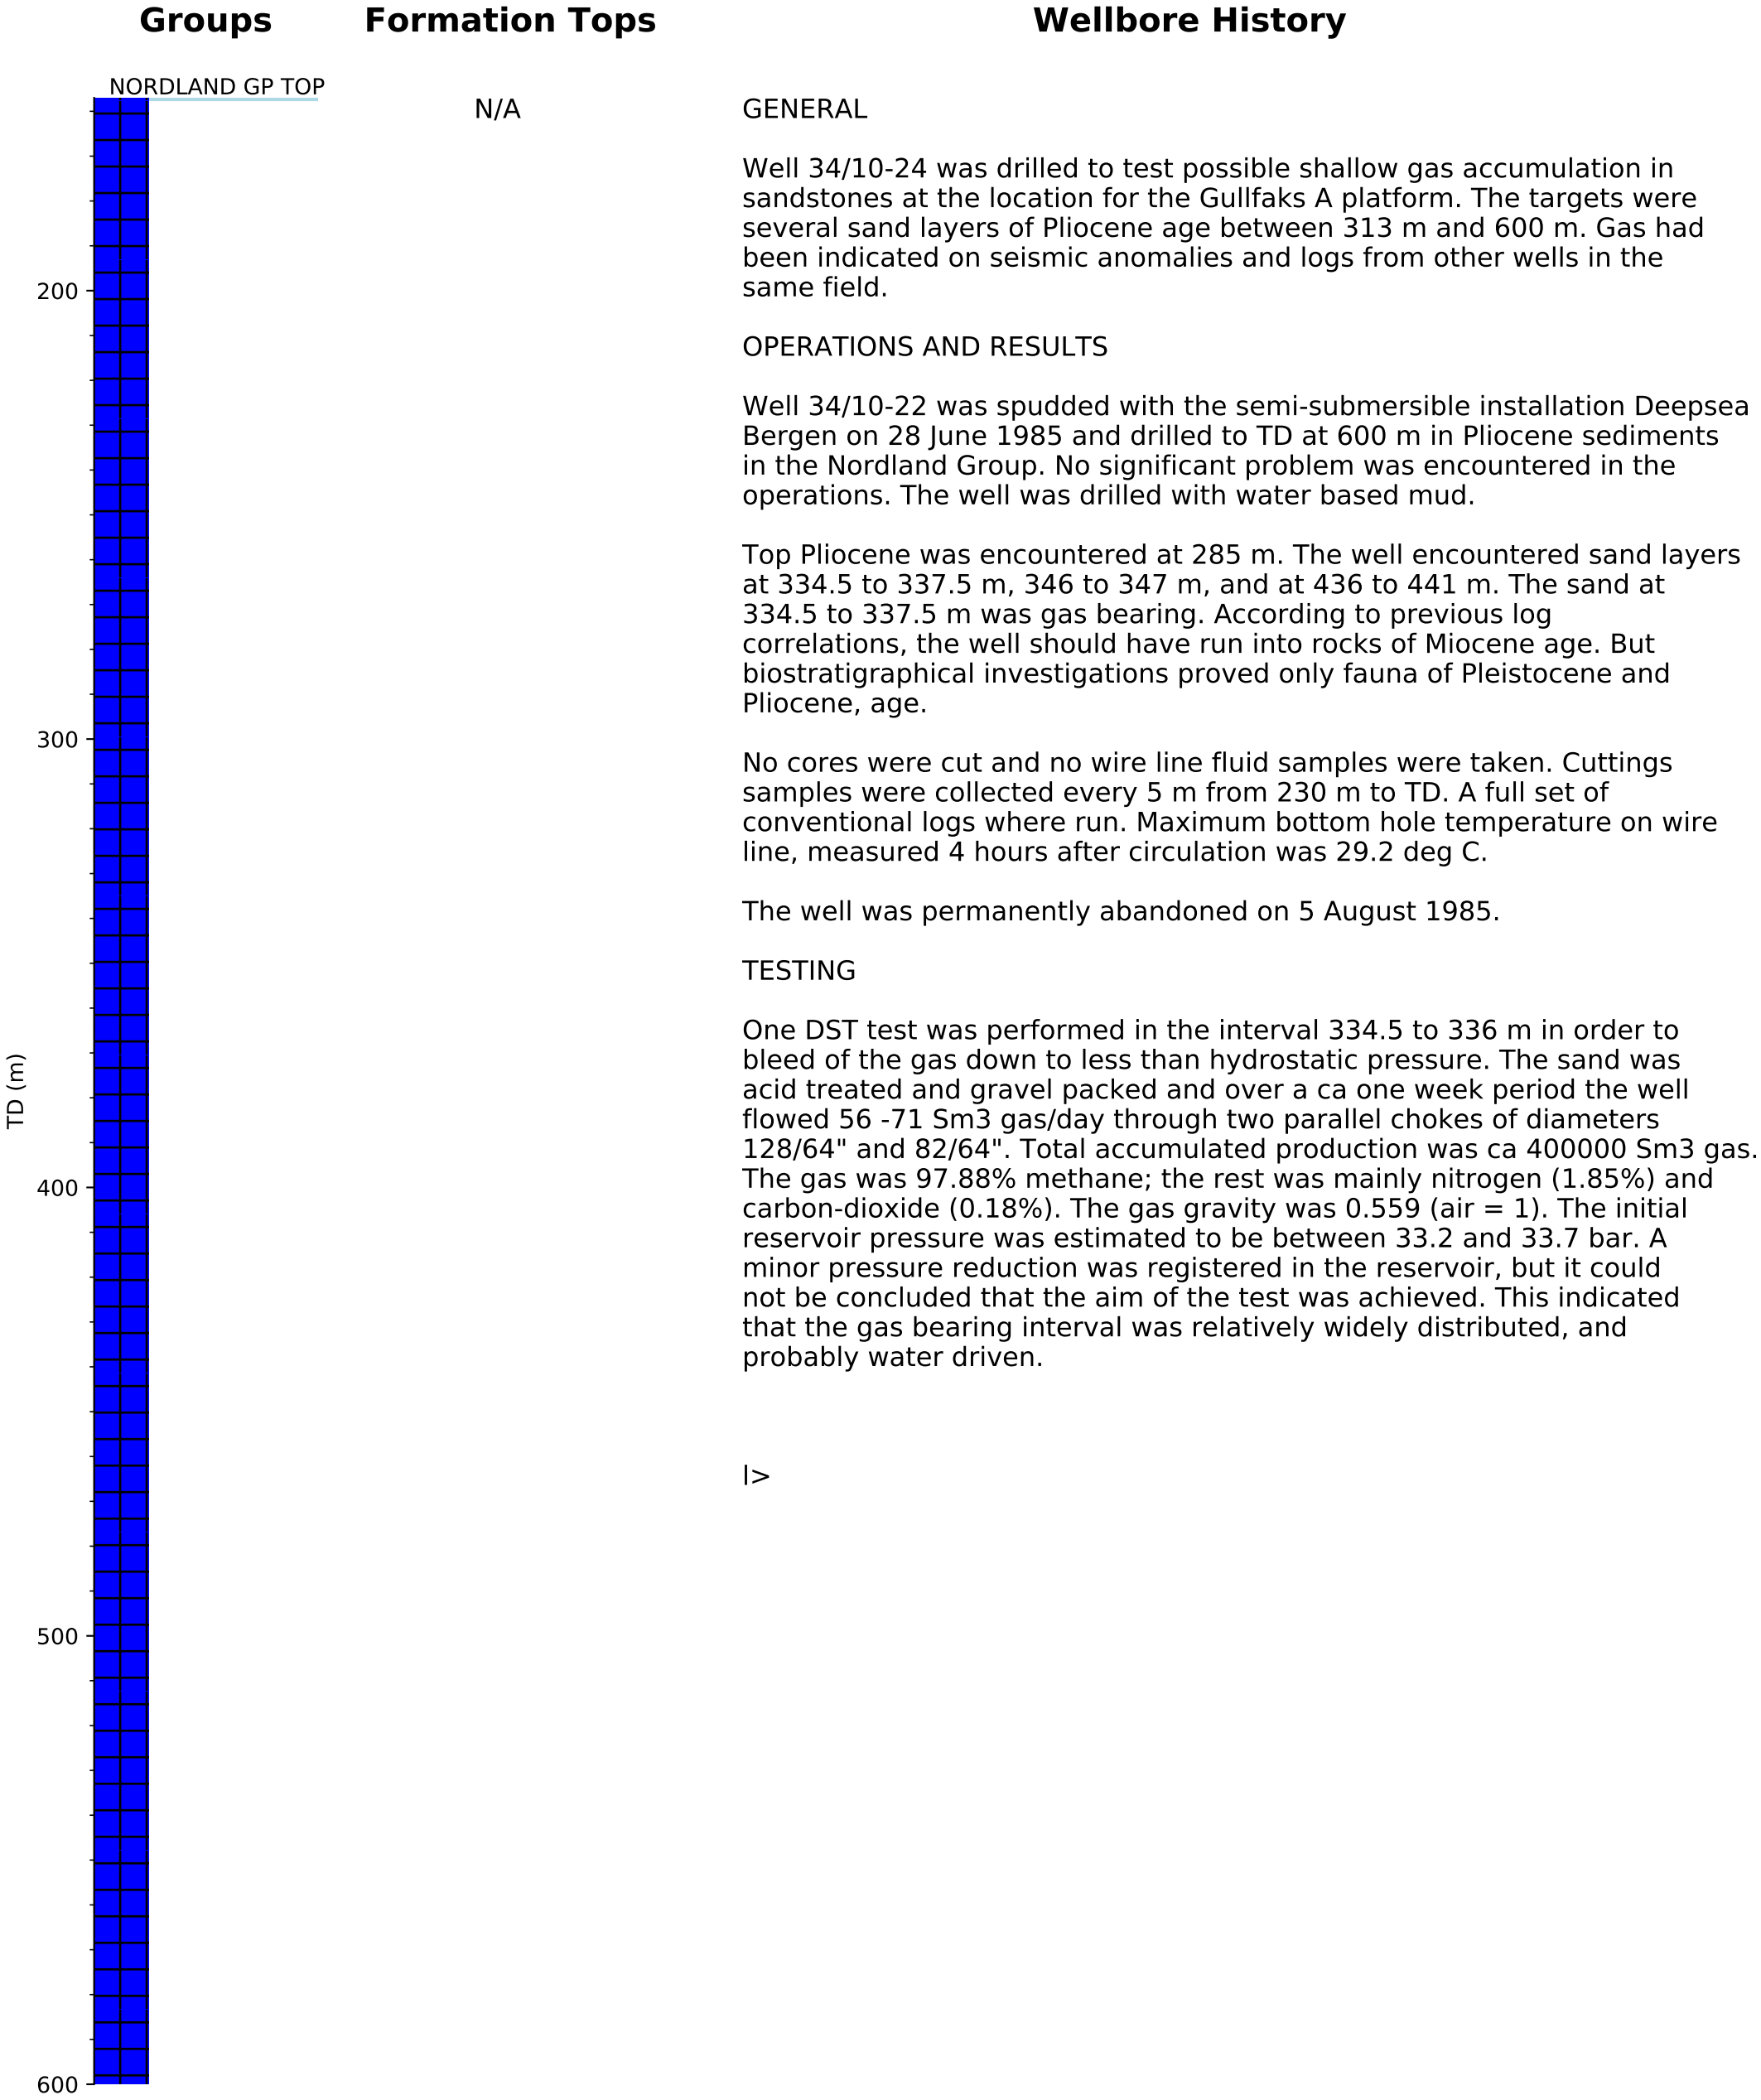 Groups
Formation Tops
Wellbore History
NORDLAND GP TOP
N/A
GENERAL
Well 34/10-24 was drilled to test possible shallow gas accumulation in
sandstones at the location for the Gullfaks A platform. The targets were
several sand layers of Pliocene age between 313 m and 600 m. Gas had
been indicated on seismic anomalies and logs from other wells in the
same field.
OPERATIONS AND RESULTS
Well 34/10-22 was spudded with the semi-submersible installation Deepsea
Bergen on 28 June 1985 and drilled to TD at 600 m in Pliocene sediments
in the Nordland Group. No significant problem was encountered in the
operations. The well was drilled with water based mud.
Top Pliocene was encountered at 285 m. The well encountered sand layers
at 334.5 to 337.5 m, 346 to 347 m, and at 436 to 441 m. The sand at
334.5 to 337.5 m was gas bearing. According to previous log
correlations, the well should have run into rocks of Miocene age. But
biostratigraphical investigations proved only fauna of Pleistocene and
Pliocene, age.
No cores were cut and no wire line fluid samples were taken. Cuttings
samples were collected every 5 m from 230 m to TD. A full set of
conventional logs where run. Maximum bottom hole temperature on wire
line, measured 4 hours after circulation was 29.2 deg C.
The well was permanently abandoned on 5 August 1985.
TESTING
One DST test was performed in the interval 334.5 to 336 m in order to
bleed of the gas down to less than hydrostatic pressure. The sand was
acid treated and gravel packed and over a ca one week period the well
flowed 56 -71 Sm3 gas/day through two parallel chokes of diameters
128/64" and 82/64". Total accumulated production was ca 400000 Sm3 gas.
The gas was 97.88% methane; the rest was mainly nitrogen (1.85%) and
carbon-dioxide (0.18%). The gas gravity was 0.559 (air = 1). The initial
reservoir pressure was estimated to be between 33.2 and 33.7 bar. A
minor pressure reduction was registered in the reservoir, but it could
not be concluded that the aim of the test was achieved. This indicated
that the gas bearing interval was relatively widely distributed, and
probably water driven.
l>
TD (m)
200
300
400
500
600